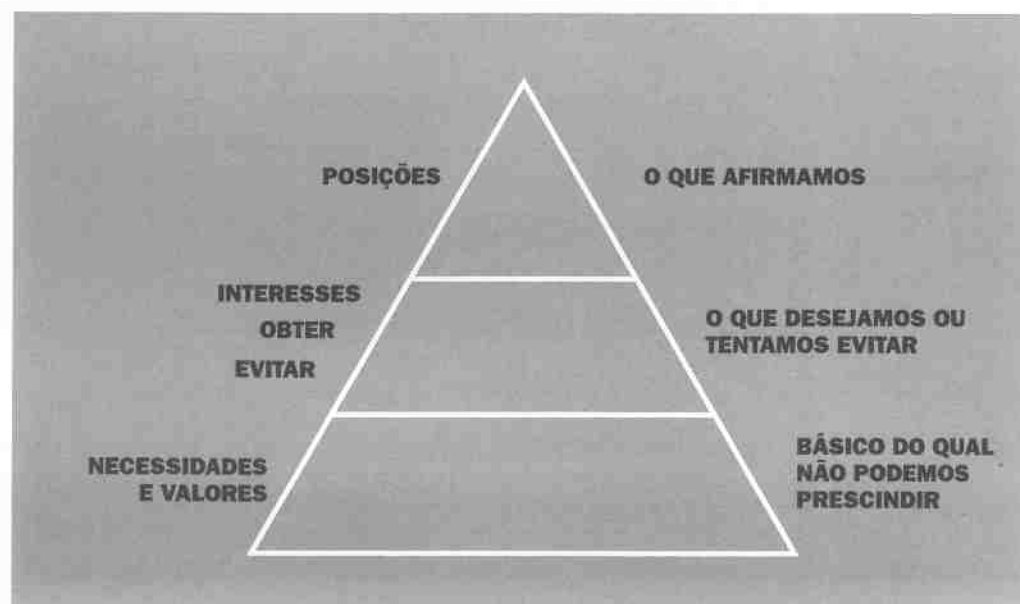 POSIÇÕES
O QUE AFIRMAMOS
INTERESSES
OBTER
EVITAR
O QUE DESEJAMOS OU
TENTAMOS EVITAR
NECESSIDADES
E VALORES
BÁSICO DO QUAL
NÃO PODEMOS
PRESCINDIR